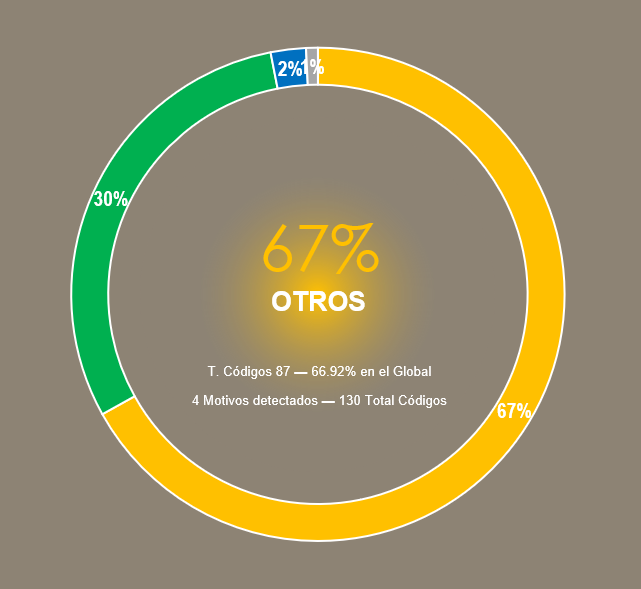 2%
1%
30%
67%
OTROS
T. Códigos 87 — 66.92% en el Global
4 Motivos detectados — 130 Total Códigos
67%